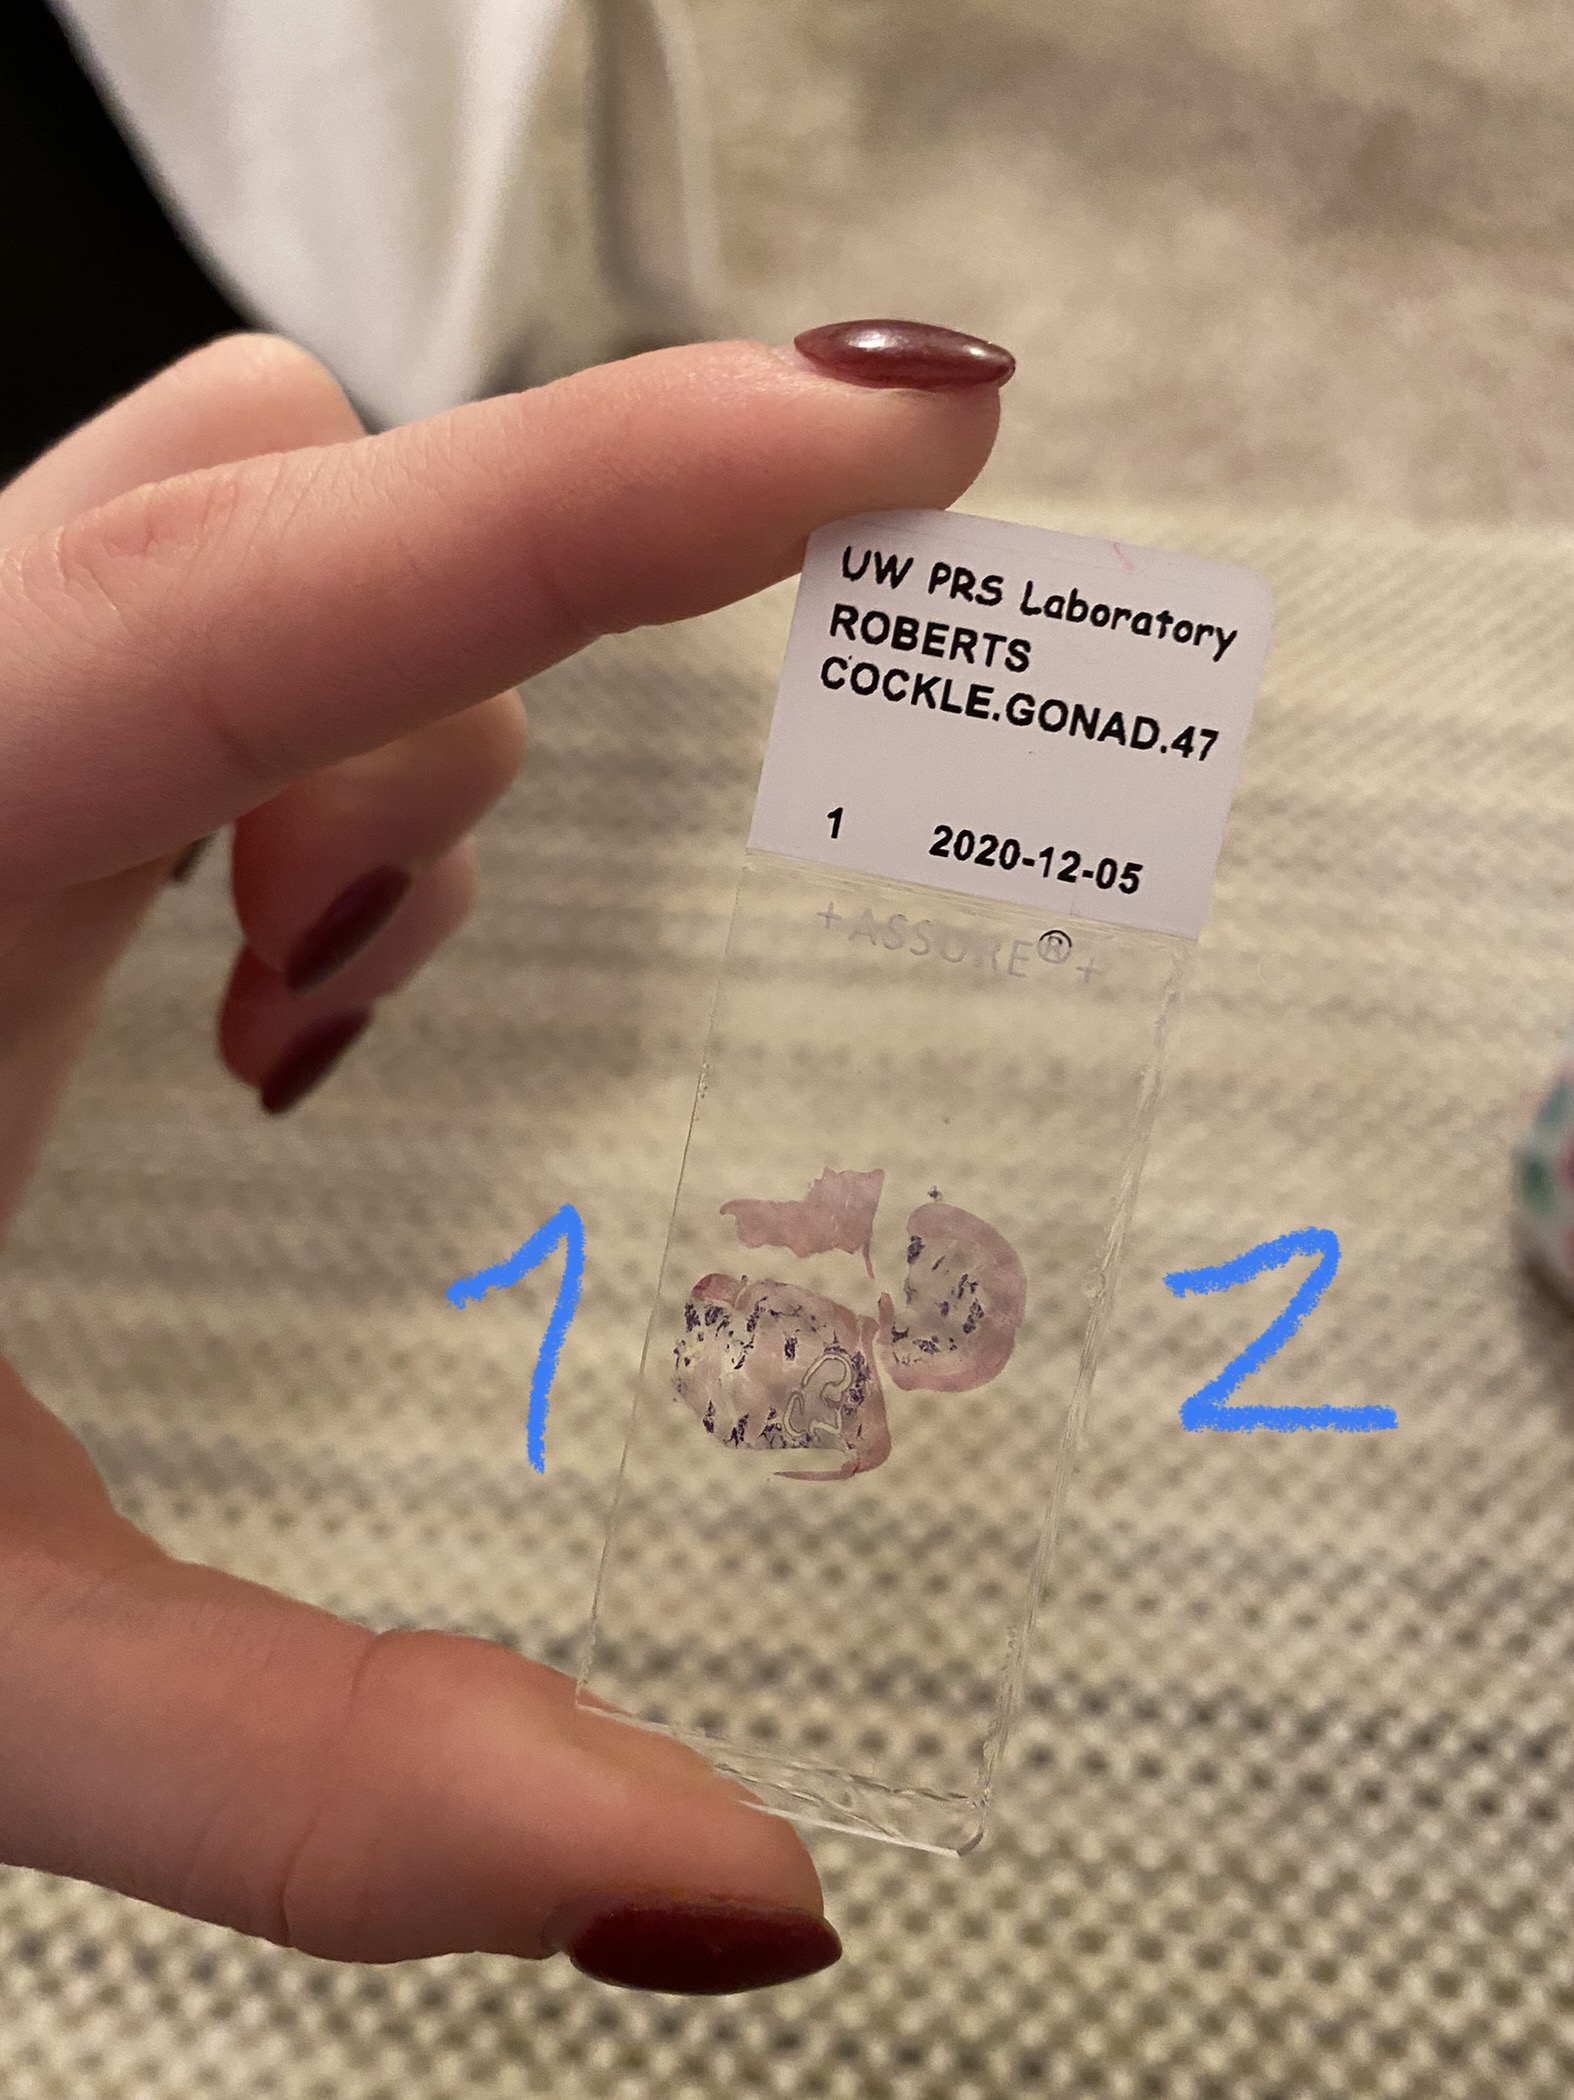 UW PRS Laboratory
ROBERTS
COCKLE.GONAD.47
1 2020-12-05
+ASSURE®+
1 2